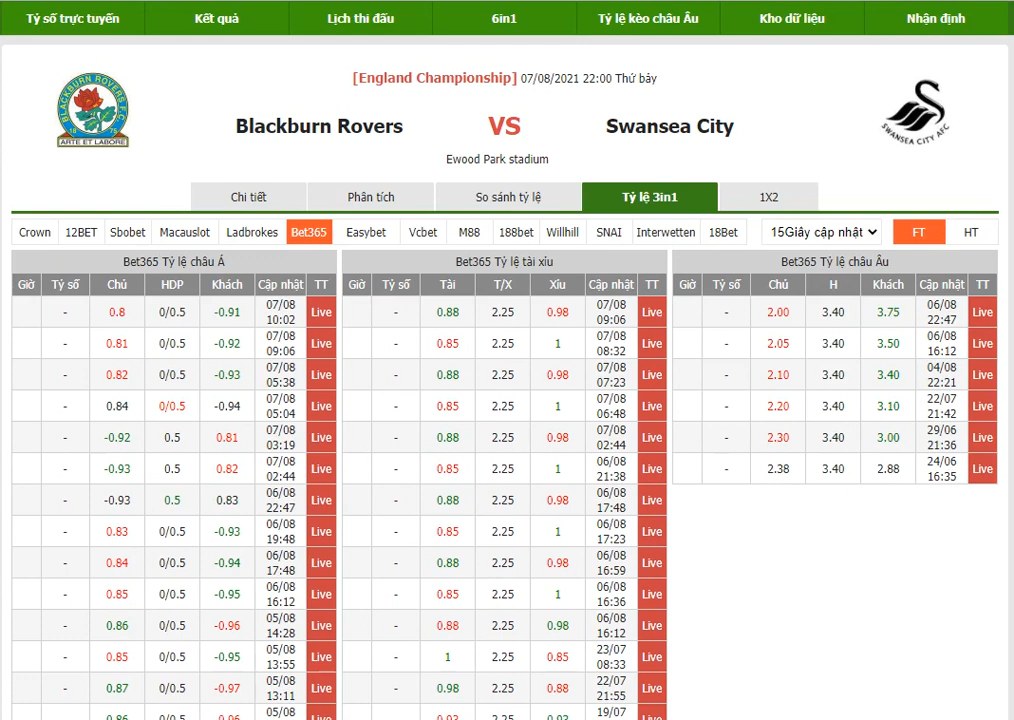 Tỷ số trực tuyến Kết quả Lịch thi đấu 6in1 Tỷ lệ kèo châu Âu Kho dữ liệu Nhận định
BLACKBURN ROVERS F.C.
18 75
ARTE ET LABORE
[England Championship] 07/08/2021 22:00 Thứ bảy
Blackburn Rovers VS Swansea City
SWANSEA CITY AFC
Ewood Park stadium
Chi tiết Phân tích So sánh tỷ lệ Tỷ lệ 3in1 1X2
Crown 12BET Sbobet Macauslot Ladbrokes Bet365 Easybet Vcbet M88 188bet Willhill SNAI Interwetten 18Bet 15Giây cập nhật FT HT
Bet365 Tỷ lệ châu Á
Giờ Tỷ số Chủ HDP Khách Cập nhật TT
- 0.8 0/0.5 -0.91 07/08 10:02 Live
- 0.81 0/0.5 -0.92 07/08 09:06 Live
- 0.82 0/0.5 -0.93 07/08 05:38 Live
- 0.84 0/0.5 -0.94 07/08 05:04 Live
- -0.92 0.5 0.81 07/08 03:19 Live
- -0.93 0.5 0.82 07/08 02:44 Live
- -0.93 0.5 0.83 06/08 22:47 Live
- 0.83 0/0.5 -0.93 06/08 19:48 Live
- 0.84 0/0.5 -0.94 06/08 17:48 Live
- 0.85 0/0.5 -0.95 06/08 16:12 Live
- 0.86 0/0.5 -0.96 05/08 14:28 Live
- 0.85 0/0.5 -0.95 05/08 13:55 Live
- 0.87 0/0.5 -0.97 05/08 13:11 Live
- 0.86 0/0.5 -0.96 05/08 Live
Bet365 Tỷ lệ tài xỉu
Giờ Tỷ số Tài T/X Xỉu Cập nhật TT
- 0.88 2.25 0.98 07/08 09:06 Live
- 0.85 2.25 1 07/08 08:32 Live
- 0.88 2.25 0.98 07/08 07:23 Live
- 0.85 2.25 1 07/08 06:48 Live
- 0.88 2.25 0.98 07/08 02:44 Live
- 0.85 2.25 1 06/08 21:38 Live
- 0.88 2.25 0.98 06/08 17:48 Live
- 0.85 2.25 1 06/08 17:23 Live
- 0.88 2.25 0.98 06/08 16:59 Live
- 0.85 2.25 1 06/08 16:36 Live
- 0.88 2.25 0.98 06/08 16:12 Live
- 1 2.25 0.85 23/07 08:33 Live
- 0.98 2.25 0.88 22/07 21:55 Live
- 0.93 2.25 0.93 19/07 Live
Bet365 Tỷ lệ châu Âu
Giờ Tỷ số Chủ H Khách Cập nhật TT
- 2.00 3.40 3.75 06/08 22:47 Live
- 2.05 3.40 3.50 06/08 16:12 Live
- 2.10 3.40 3.40 04/08 22:21 Live
- 2.20 3.40 3.10 22/07 21:42 Live
- 2.30 3.40 3.00 29/06 21:36 Live
- 2.38 3.40 2.88 24/06 16:35 Live